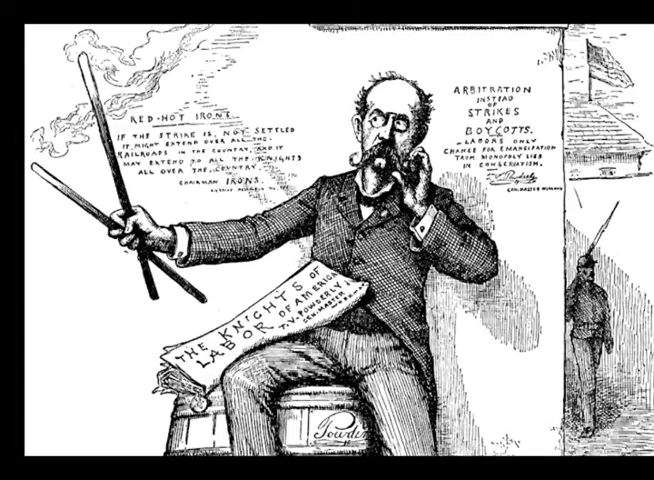 RED-HOT IRONS.
IF THE STRIKE IS NOT SETTLED
IT MIGHT EXTEND OVER ALL THE
RAILROADS IN THE COUNTRY, AND IT
MAY EXTEND TO ALL THE KNIGHTS
ALL OVER THE COUNTRY.
CHAIRMAN IRONS.
ARBITRATION
INSTEAD
OF
STRIKES
AND
BOYCOTTS.
LABORS ONLY
CHANCE FOR EMANCIPATION
FROM MONOPOLY LIES
IN CONSERVATISM.
T.V. Powderly
GEN. MASTER WORKMAN
THE KNIGHTS OF
LABOR OF AMERICA
T.V. POWDERLY,
GEN. MASTER
Powder